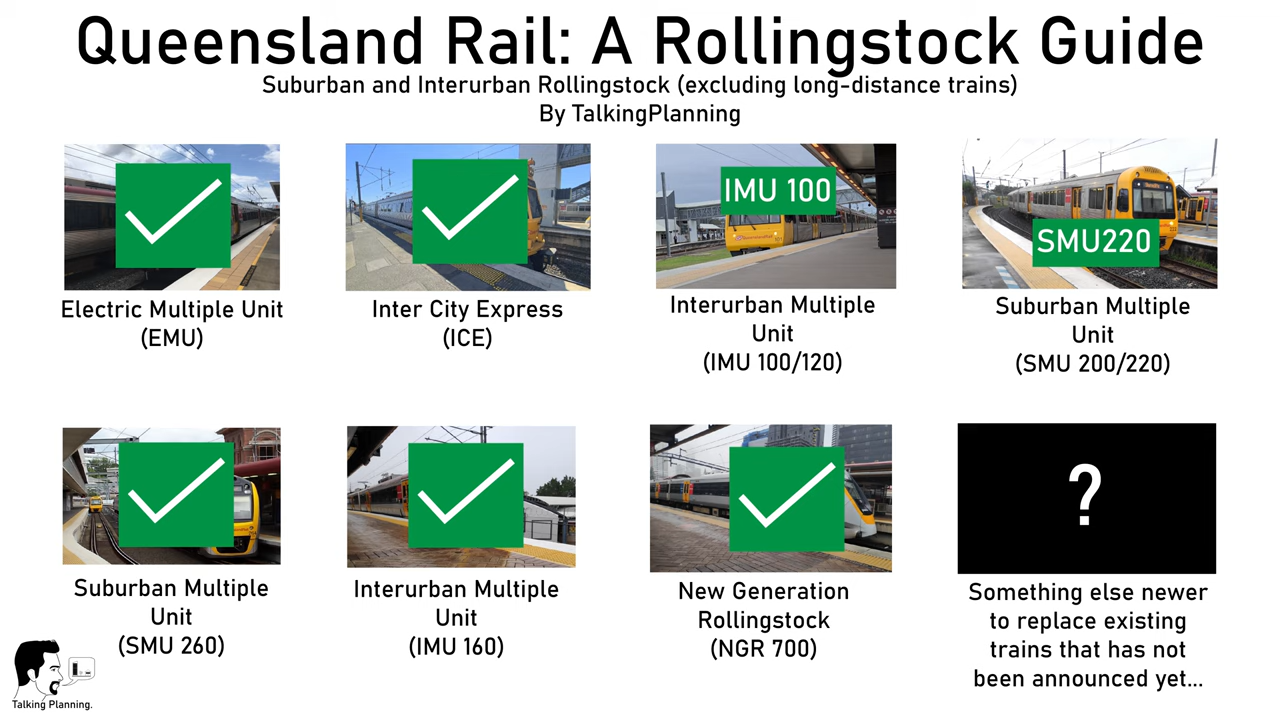 Queensland Rail: A Rollingstock Guide
Suburban and Interurban Rollingstock (excluding long-distance trains)
By TalkingPlanning
IMU 100
SMU220
Electric Multiple Unit
(EMU)
Inter City Express
(ICE)
Interurban Multiple
Unit
(IMU 100/120)
Suburban Multiple
Unit
(SMU 200/220)
?
Suburban Multiple
Unit
(SMU 260)
Interurban Multiple
Unit
(IMU 160)
New Generation
Rollingstock
(NGR 700)
Something else newer
to replace existing
trains that has not
been announced yet...
Talking Planning.